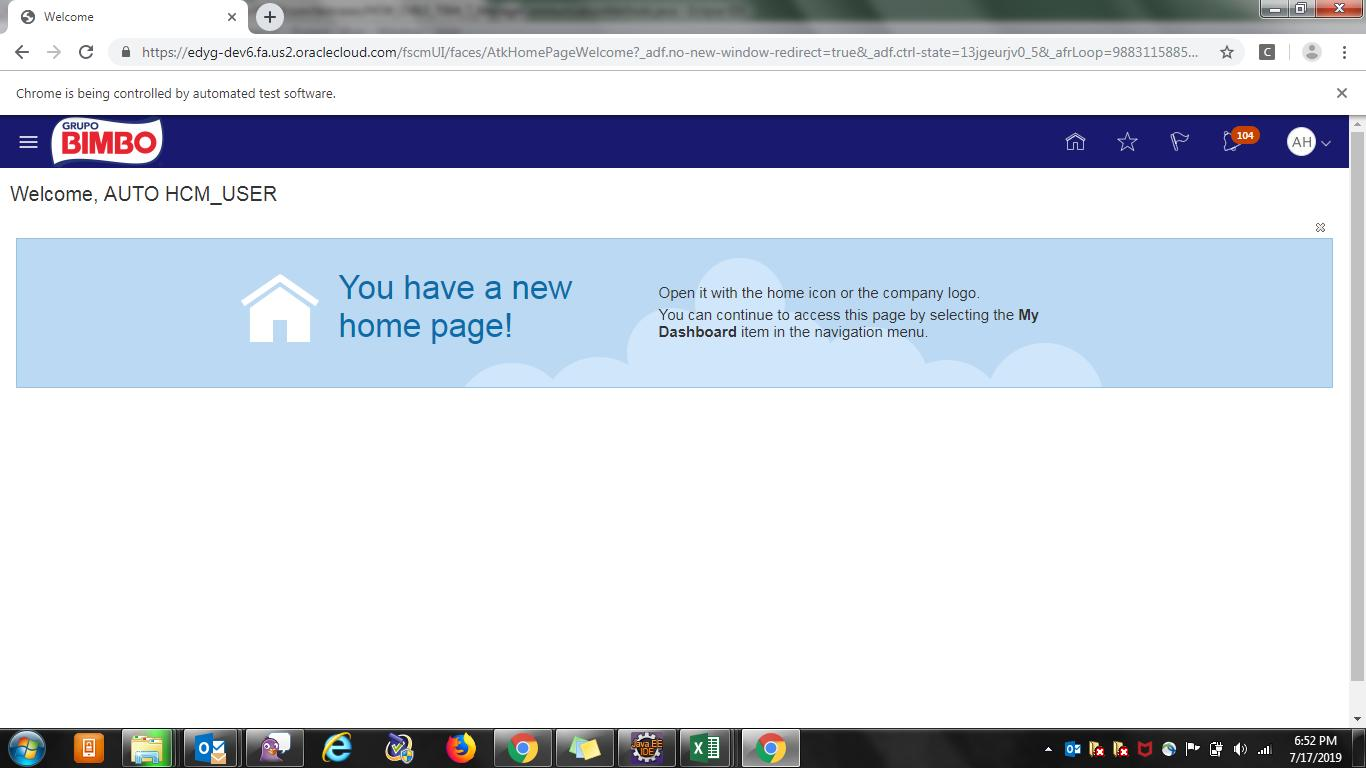 Welcome
https://edyg-dev6.fa.us2.oraclecloud.com/fscmUI/faces/AtkHomePageWelcome?_adf.no-new-window-redirect=true&_adf.ctrl-state=13jgeurjv0_5&_afrLoop=9883115885...
C
Chrome is being controlled by automated test software.
GRUPO
BIMBO
104
AH
Welcome, AUTO HCM_USER
You have a new
home page!
Open it with the home icon or the company logo.
You can continue to access this page by selecting the My
Dashboard item in the navigation menu.
Java EE
IDE
6:52 PM
7/17/2019